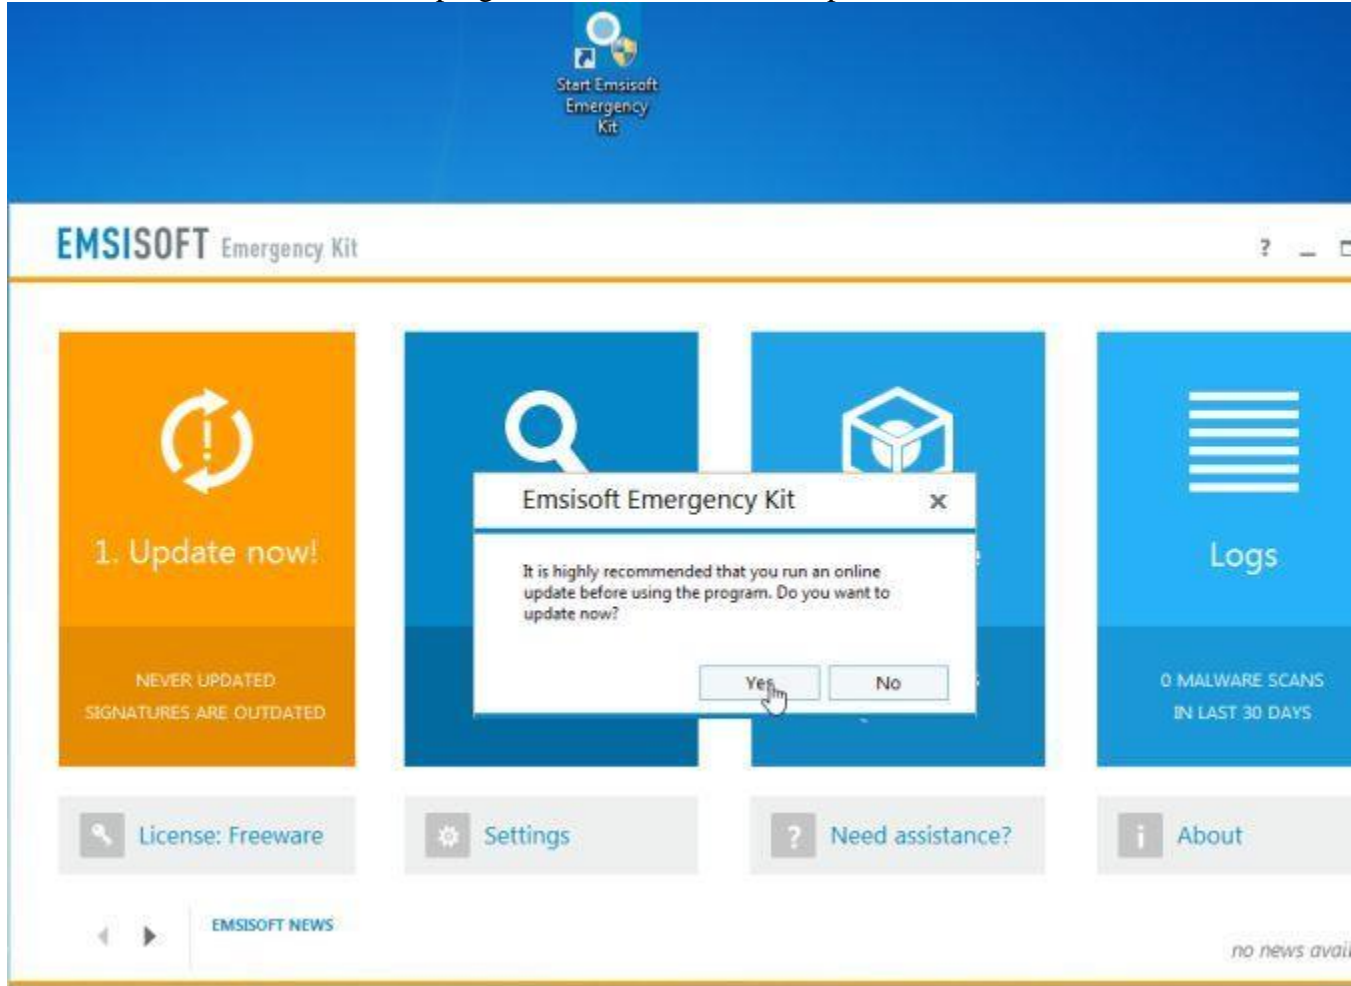 Start Emsisoft
Emergency
Kit
EMSISOFT Emergency Kit
?
1. Update now!
NEVER UPDATED
SIGNATURES ARE OUTDATED
Emsisoft Emergency Kit
x
It is highly recommended that you run an online
update before using the program. Do you want to
update now?
Yes
No
Logs
0 MALWARE SCANS
IN LAST 30 DAYS
License: Freeware
Settings
? Need assistance?
i About
EMSISOFT NEWS
no news avail